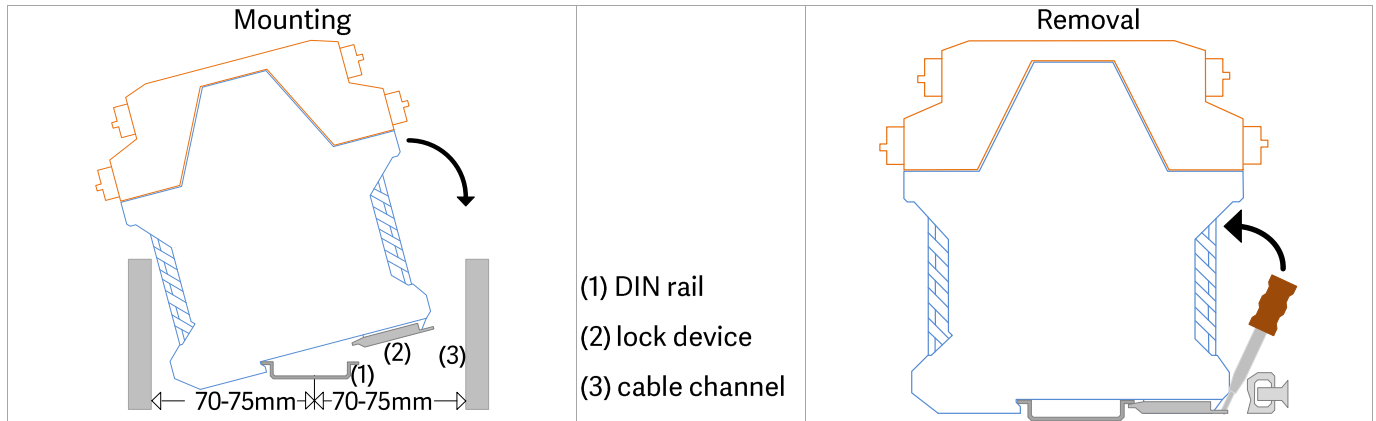 Mounting
Removal
(1) DIN rail
(2) lock device
(3) cable channel
(2)
(3)
(1)
70-75mm
70-75mm